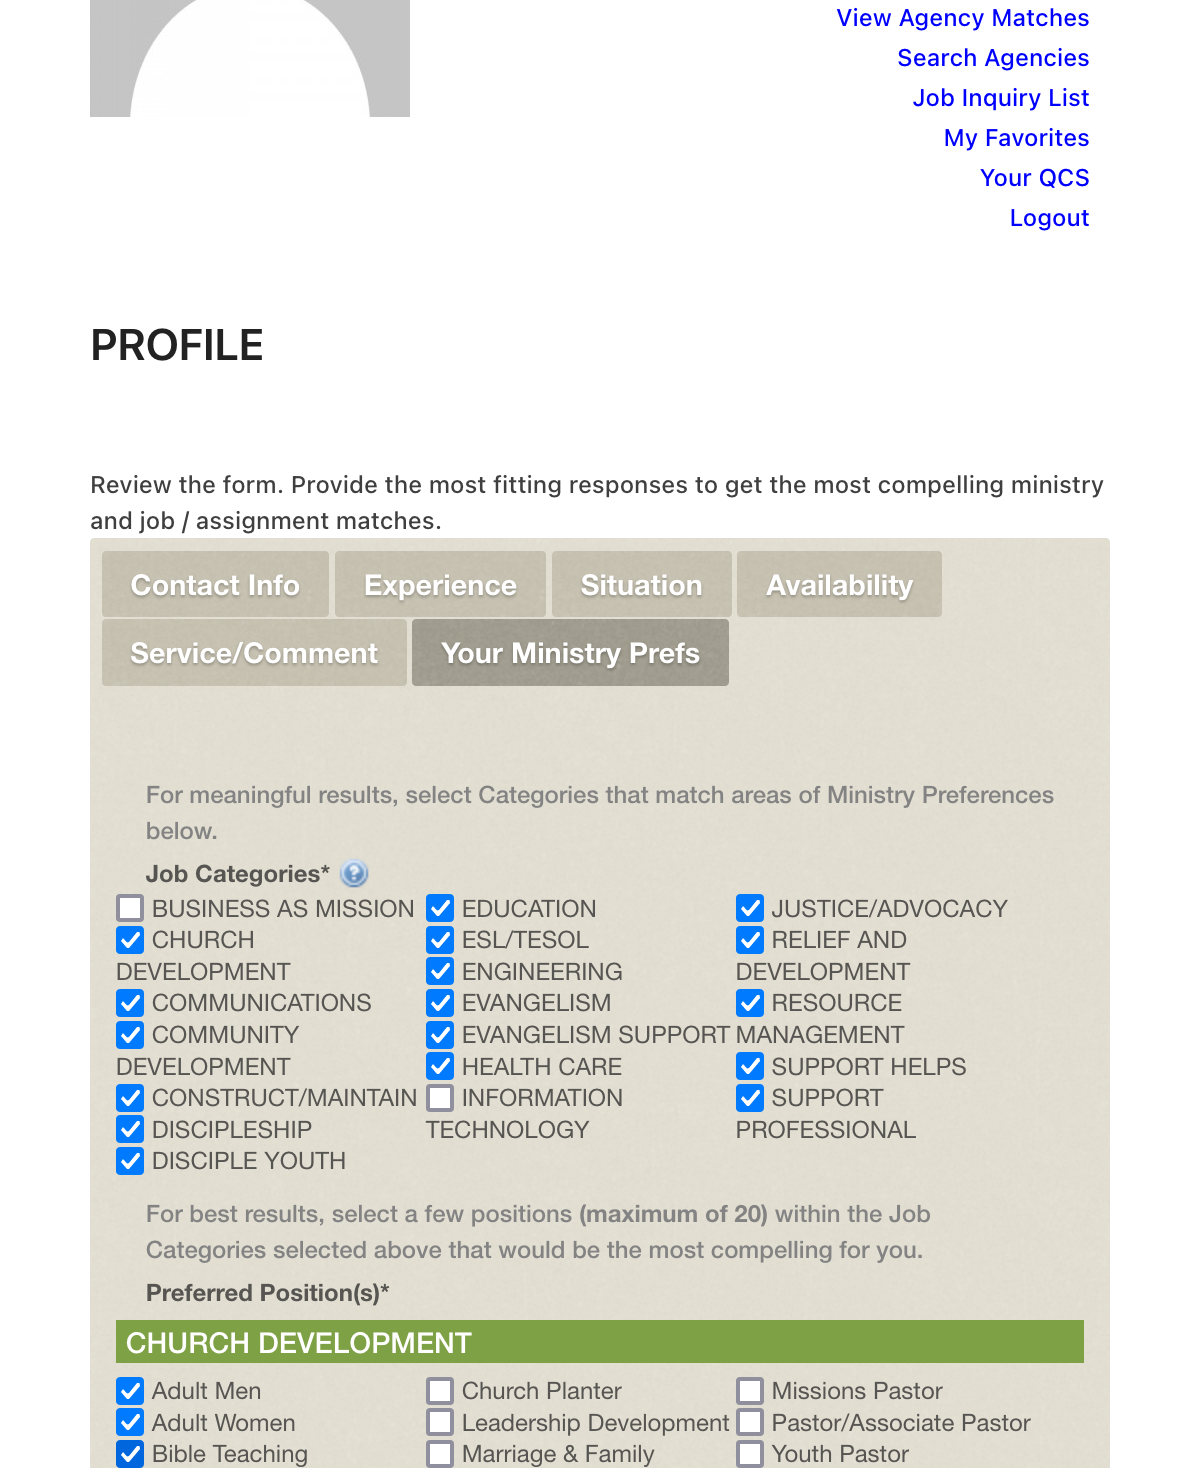 View Agency Matches
Search Agencies
Job Inquiry List
My Favorites
Your QCS
Logout
PROFILE
Review the form. Provide the most fitting responses to get the most compelling ministry
and job / assignment matches.
Contact Info
Experience
Situation
Availability
Service/Comment
Your Ministry Prefs
For meaningful results, select Categories that match areas of Ministry Preferences
below.
Job Categories* ?
BUSINESS AS MISSION
CHURCH
DEVELOPMENT
COMMUNICATIONS
COMMUNITY
DEVELOPMENT
CONSTRUCT/MAINTAIN
DISCIPLESHIP
DISCIPLE YOUTH
EDUCATION
ESL/TESOL
ENGINEERING
EVANGELISM
EVANGELISM SUPPORT
HEALTH CARE
INFORMATION
TECHNOLOGY
JUSTICE/ADVOCACY
RELIEF AND
DEVELOPMENT
RESOURCE
MANAGEMENT
SUPPORT HELPS
SUPPORT
PROFESSIONAL
For best results, select a few positions (maximum of 20) within the Job
Categories selected above that would be the most compelling for you.
Preferred Position(s)*
CHURCH DEVELOPMENT
Adult Men
Adult Women
Bible Teaching
Church Planter
Leadership Development
Marriage & Family
Missions Pastor
Pastor/Associate Pastor
Youth Pastor